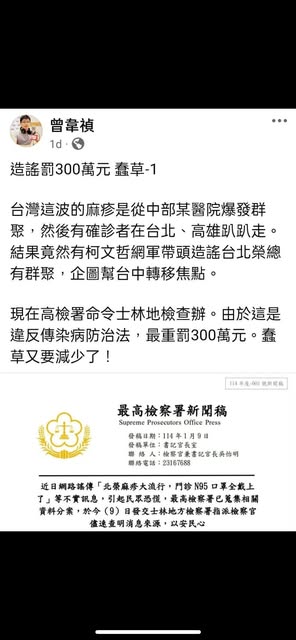 曾韋禎
1d
造謠罰300萬元 蠢草-1
台灣這波的麻疹是從中部某醫院爆發群
聚，然後有確診者在台北、高雄趴趴走。
結果竟然有柯文哲網軍帶頭造謠台北榮總
有群聚，企圖幫台中轉移焦點。
現在高檢署命令士林地檢查辦。由於這是
違反傳染病防治法，最重罰300萬元。蠢
草又要減少了！
114 年度-001 號新聞稿
最高檢察署新聞稿
Supreme Prosecutors Office Press
發稿日期：114 年 1 月 9 日
發稿單位：書記官長室
聯 絡 人：檢察官兼書記官長吳怡明
聯絡電話：23167688
近日網路謠傳「北榮麻疹大流行，門診 N95 口罩全戴上
了」等不實訊息，引起民眾恐慌，最高檢察署已蒐集相關
資料分案，於今（9）日發交士林地方檢察署指派檢察官
儘速查明消息來源，以安民心